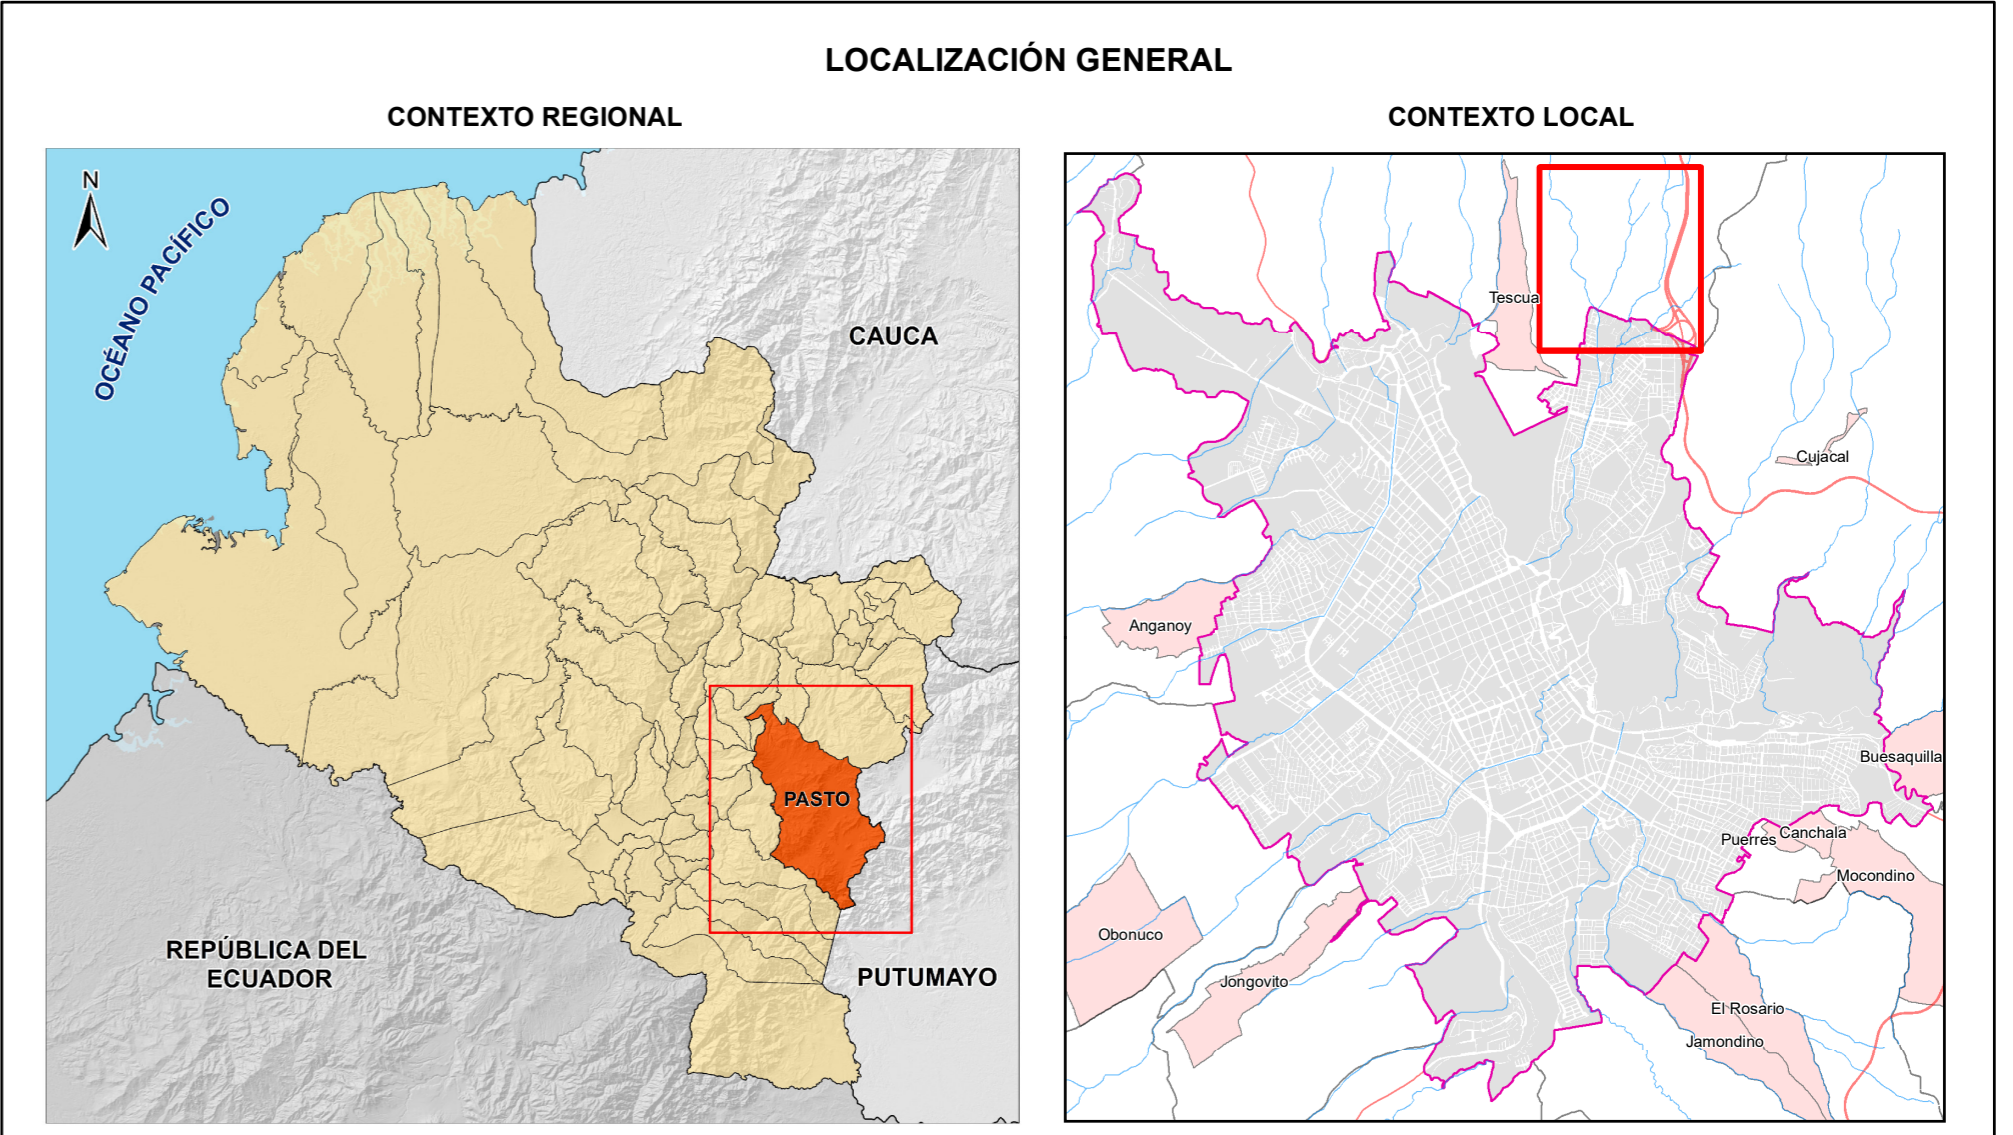 LOCALIZACIÓN GENERAL
CONTEXTO REGIONAL
N
OCÉANO PACÍFICO
CAUCA
PASTO
REPÚBLICA DEL
ECUADOR
PUTUMAYO
CONTEXTO LOCAL
Tescua
Cujacal
Anganoy
Buesaquilla
Puerres
Canchala
Mocondino
Obonuco
Jongovito
El Rosario
Jamondino